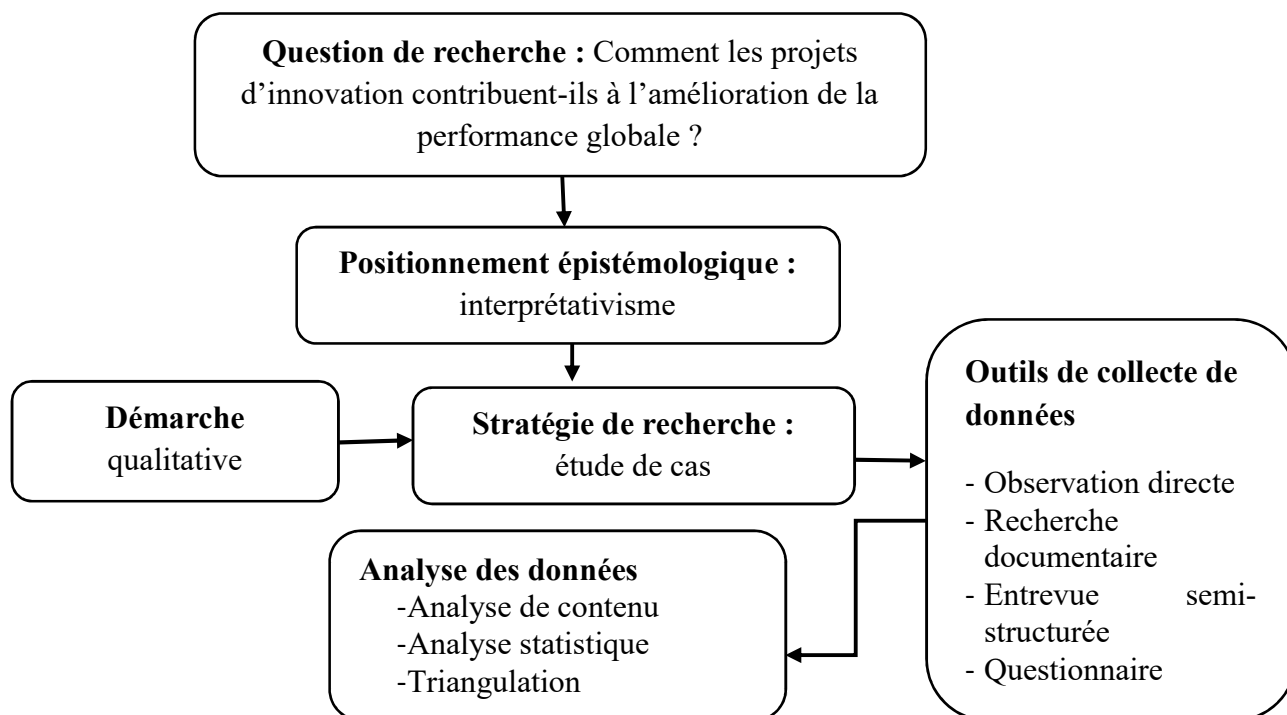 Question de recherche : Comment les projets
d’innovation contribuent-ils à l’amélioration de la
performance globale ?
Positionnement épistémologique :
interprétativisme
Démarche
qualitative
Stratégie de recherche :
étude de cas
Outils de collecte de
données
- Observation directe
- Recherche
documentaire
- Entrevue semi-
structurée
- Questionnaire
Analyse des données
-Analyse de contenu
-Analyse statistique
-Triangulation